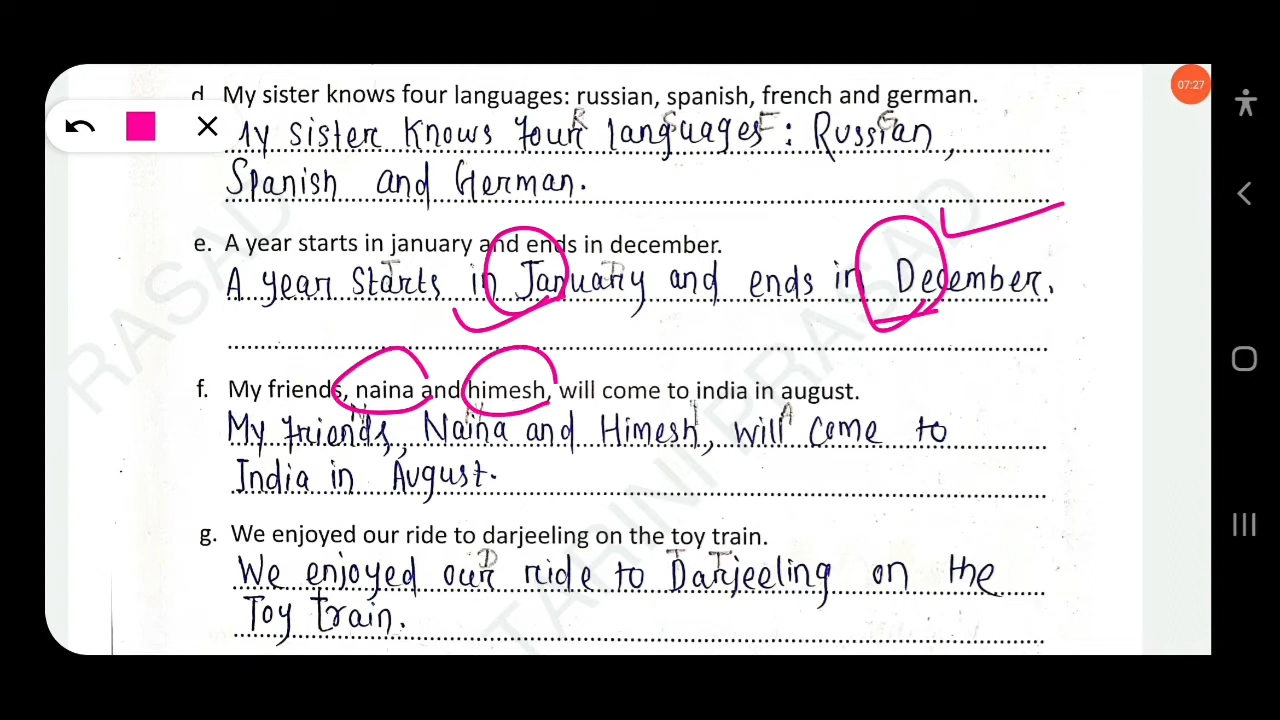 07:27
d. My sister knows four languages: russian, spanish, french and german.
My sister knows four languages : Russian,
Spanish and German.
e. A year starts in january and ends in december.
A year starts in January and ends in December.
f. My friends, naina and himesh, will come to india in august.
My friends, Naina and Himesh, will come to
India in August.
g. We enjoyed our ride to darjeeling on the toy train.
We enjoyed our ride to Darjeeling on the
Toy train.
RASAD
TARINI PRASAD